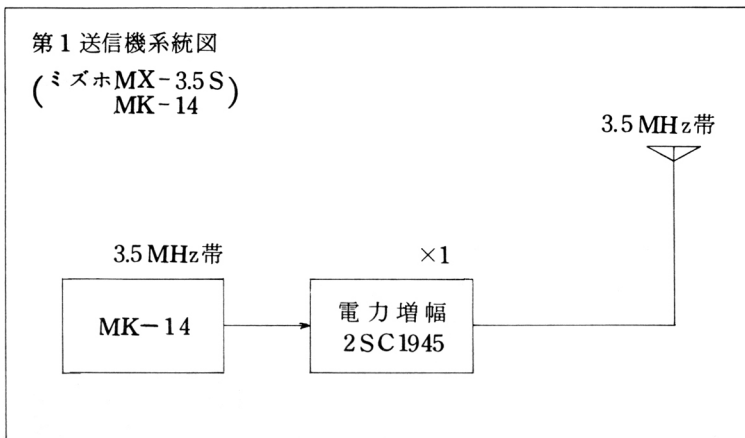 第1送信機系統図
(ミズホMX-3.5S
MK-14)
3.5MHz帯
3.5MHz帯
×1
MK-14
電力増幅
2SC1945